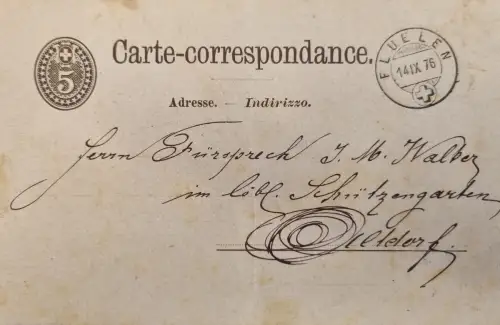 5
Carte-correspondance.
FLUELEN
14 IX 76
Adresse. — Indirizzo.
Herrn Fürsprech J. M. Walker
im löbl. Schützengarten
Altdorf.